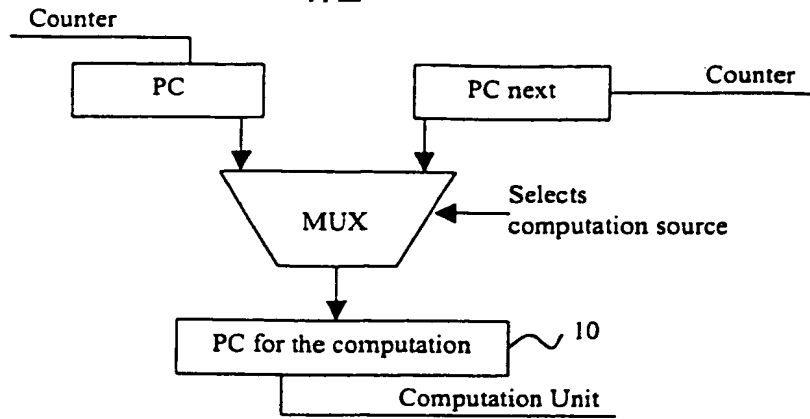 Counter
PC
PC next
Counter
MUX
Selects
computation source
PC for the computation
10
Computation Unit